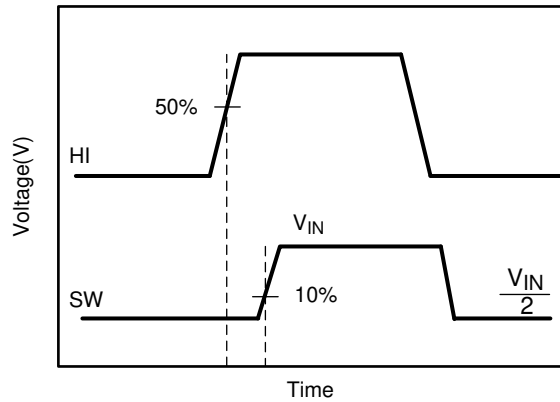 50%
HI
Voltage(V)
V_IN
SW
10%
V_IN
2
Time